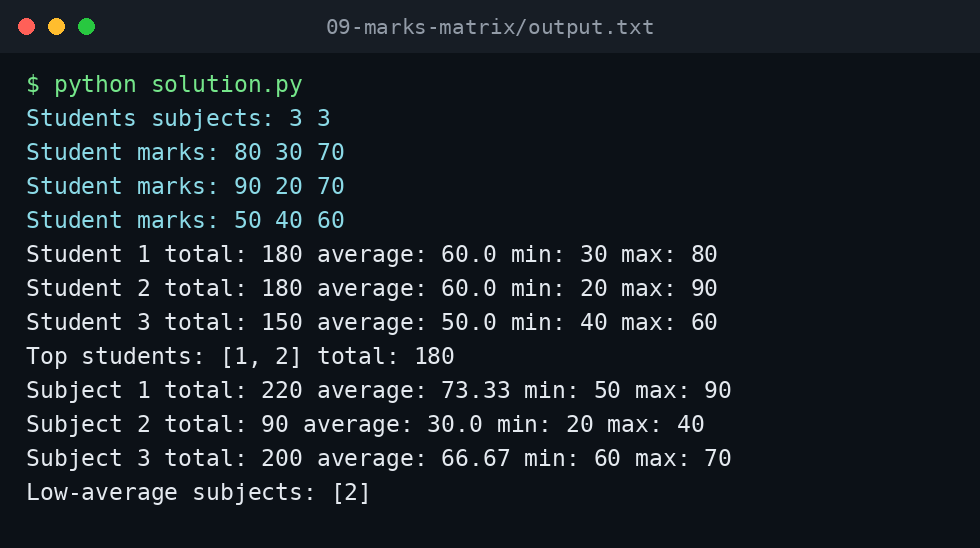 09-marks-matrix/output.txt
$ python solution.py
Students subjects: 3 3
Student marks: 80 30 70
Student marks: 90 20 70
Student marks: 50 40 60
Student 1 total: 180 average: 60.0 min: 30 max: 80
Student 2 total: 180 average: 60.0 min: 20 max: 90
Student 3 total: 150 average: 50.0 min: 40 max: 60
Top students: [1, 2] total: 180
Subject 1 total: 220 average: 73.33 min: 50 max: 90
Subject 2 total: 90 average: 30.0 min: 20 max: 40
Subject 3 total: 200 average: 66.67 min: 60 max: 70
Low-average subjects: [2]